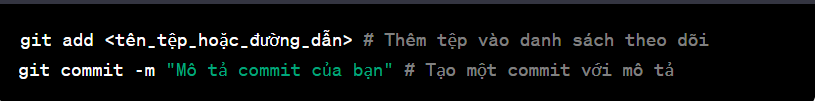 git add <tên_tệp_hoặc_đường_dẫn> # Thêm tệp vào danh sách theo dõi
git commit -m "Mô tả commit của bạn" # Tạo một commit với mô tả